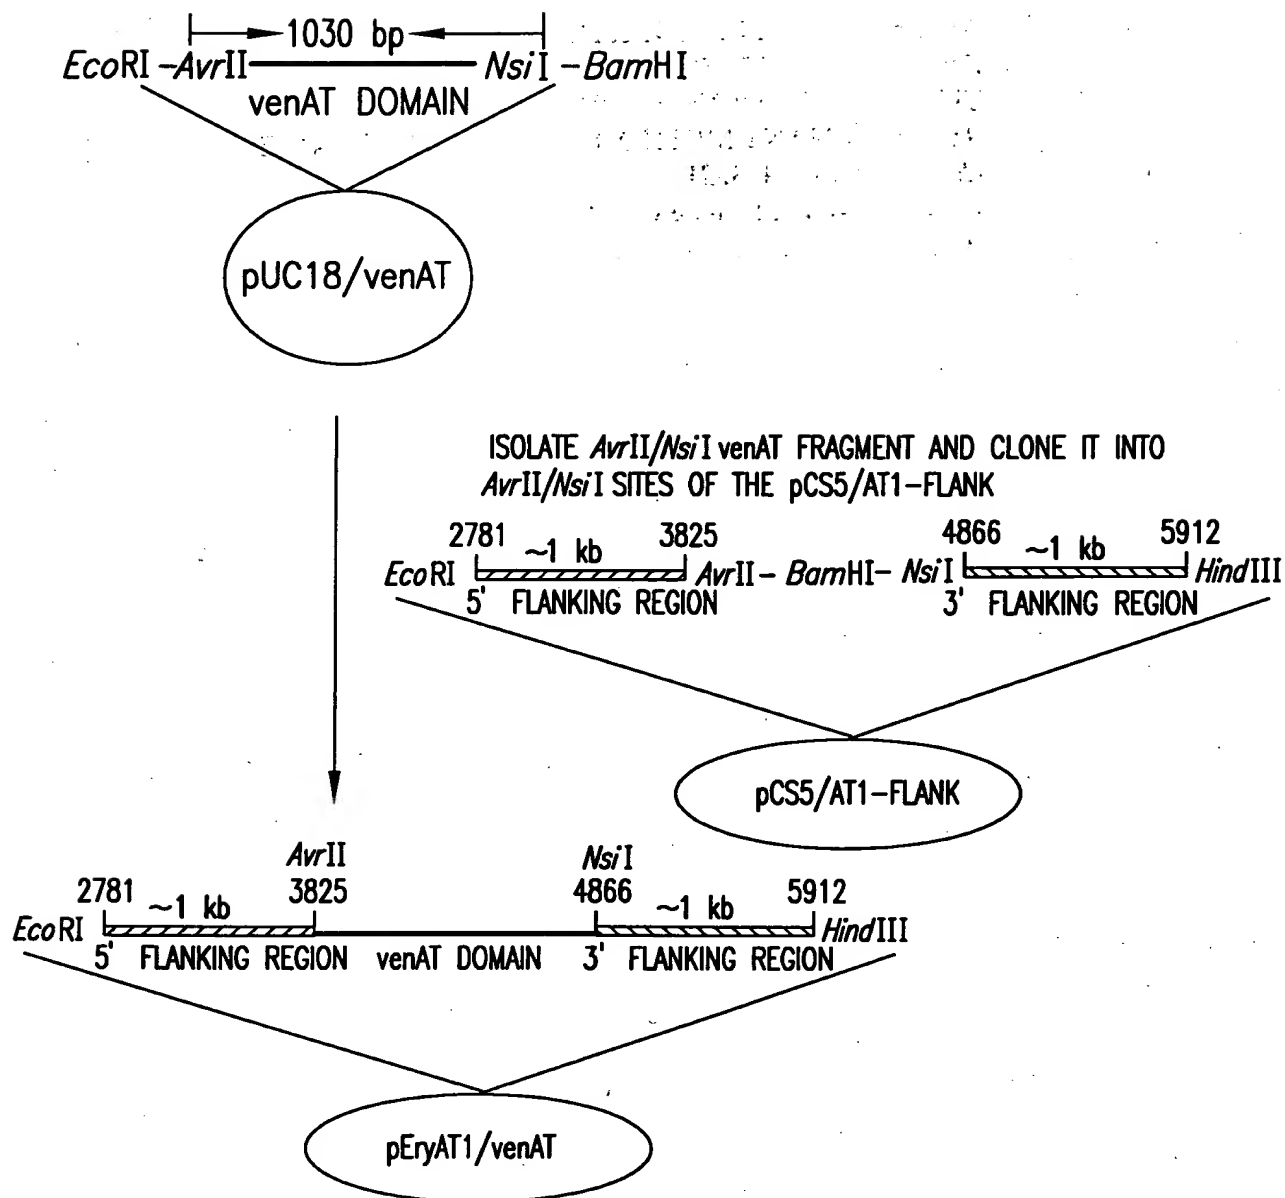 1030 bp
EcoRI -AvrII NsiI -BamHI
venAT DOMAIN
pUC18/venAT
ISOLATE AvrII/NsiI venAT FRAGMENT AND CLONE IT INTO
AvrII/NsiI SITES OF THE pCS5/AT1-FLANK
2781 ~1 kb 3825 4866 ~1 kb 5912
EcoRI AvrII- BamHI- NsiI HindIII
5' FLANKING REGION 3' FLANKING REGION
pCS5/AT1-FLANK
AvrII NsiI
2781 ~1 kb 3825 4866 ~1 kb 5912
EcoRI HindIII
5' FLANKING REGION venAT DOMAIN 3' FLANKING REGION
pEryAT1/venAT